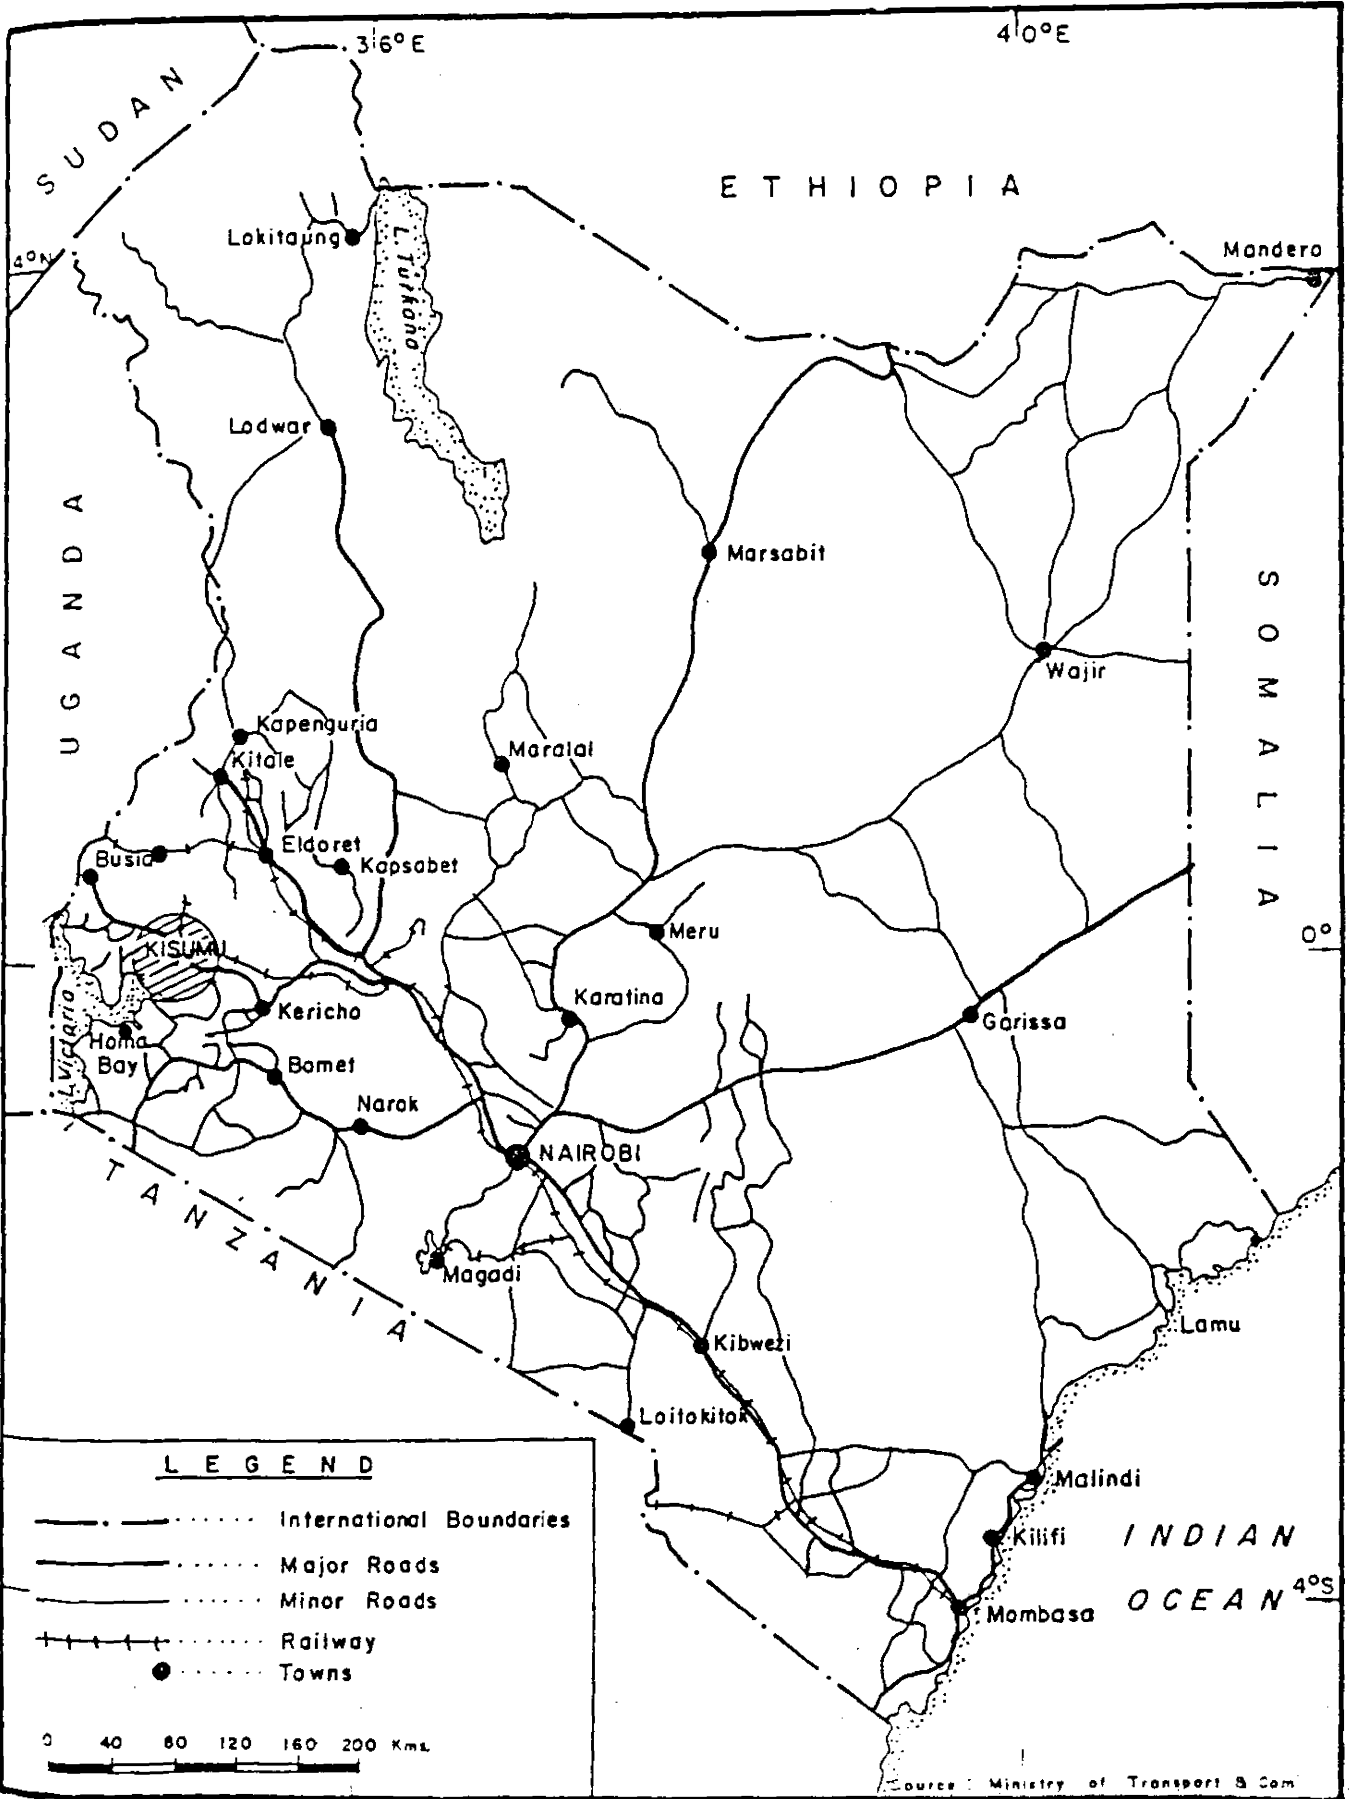 36°E
40°E
SUDAN
ETHIOPIA
Lokitaung
4°N
Mandera
L. Turkana
Lodwar
UGANDA
Marsabit
SOMALIA
Wajir
Kapenguria
Kitale
Maralal
Eldoret
Busia
Kapsabet
Meru
0°
KISUMU
Karatina
Kericho
Garissa
L. Victoria
Homa
Bay
Bomet
Narok
NAIROBI
TANZANIA
Magadi
Lamu
Kibwezi
Loitokitok
LEGEND
Malindi
International Boundaries
Kilifi
INDIAN
Major Roads
Minor Roads
4°S
OCEAN
Mombasa
Railway
Towns
0 40 80 120 160 200 Kms.
Source : Ministry of Transport & Com